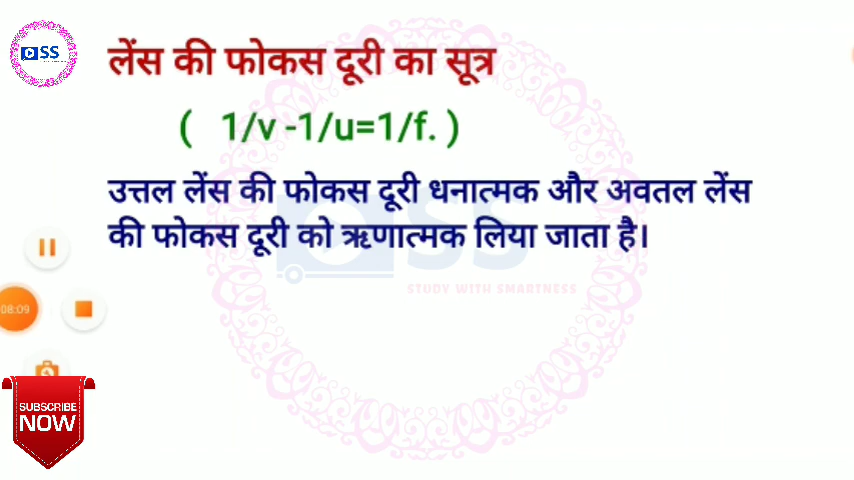 SS
लेंस की फोकस दूरी का सूत्र
( 1/v -1/u=1/f. )
उत्तल लेंस की फोकस दूरी धनात्मक और अवतल लेंस
की फोकस दूरी को ऋणात्मक लिया जाता है।
SS
STUDY WITH SMARTNESS
08:09
SUBSCRIBE
NOW